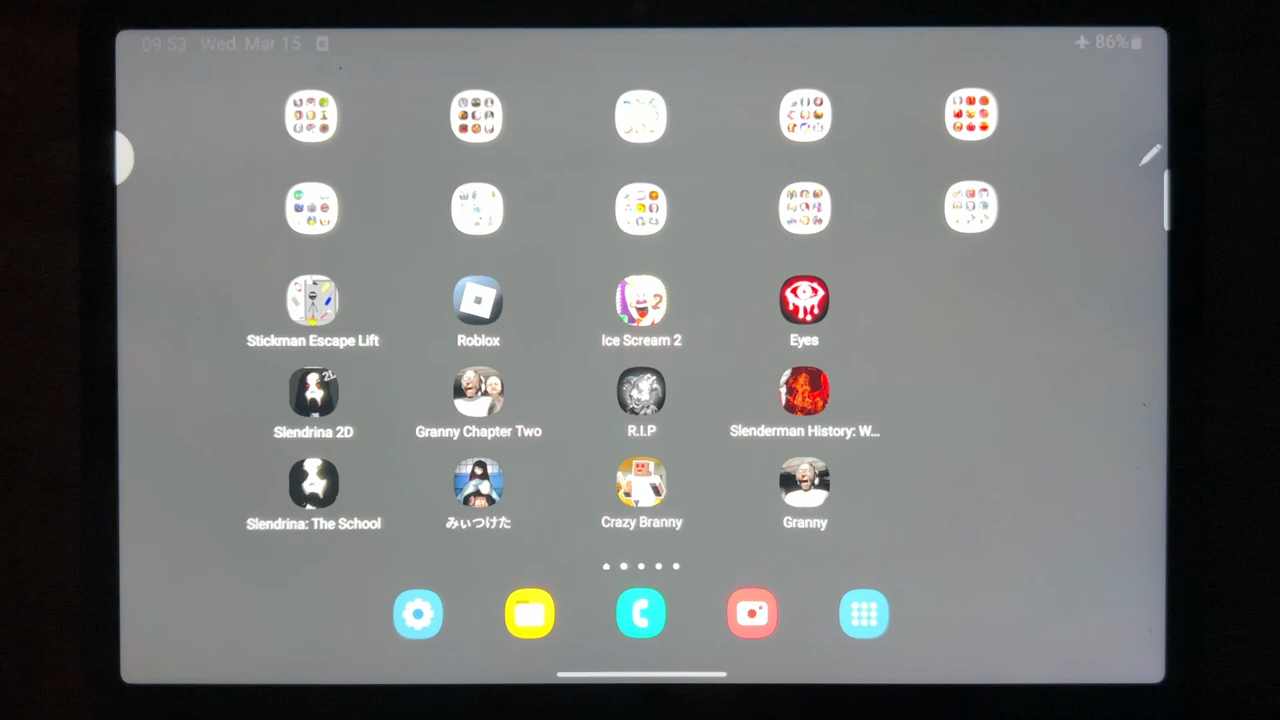 09:53 Wed, Mar 15
86%
Stickman Escape Lift
Roblox
Ice Scream 2
Eyes
Slendrina 2D
Granny Chapter Two
R.I.P
Slenderman History: W...
Slendrina: The School
みぃつけた
Crazy Branny
Granny